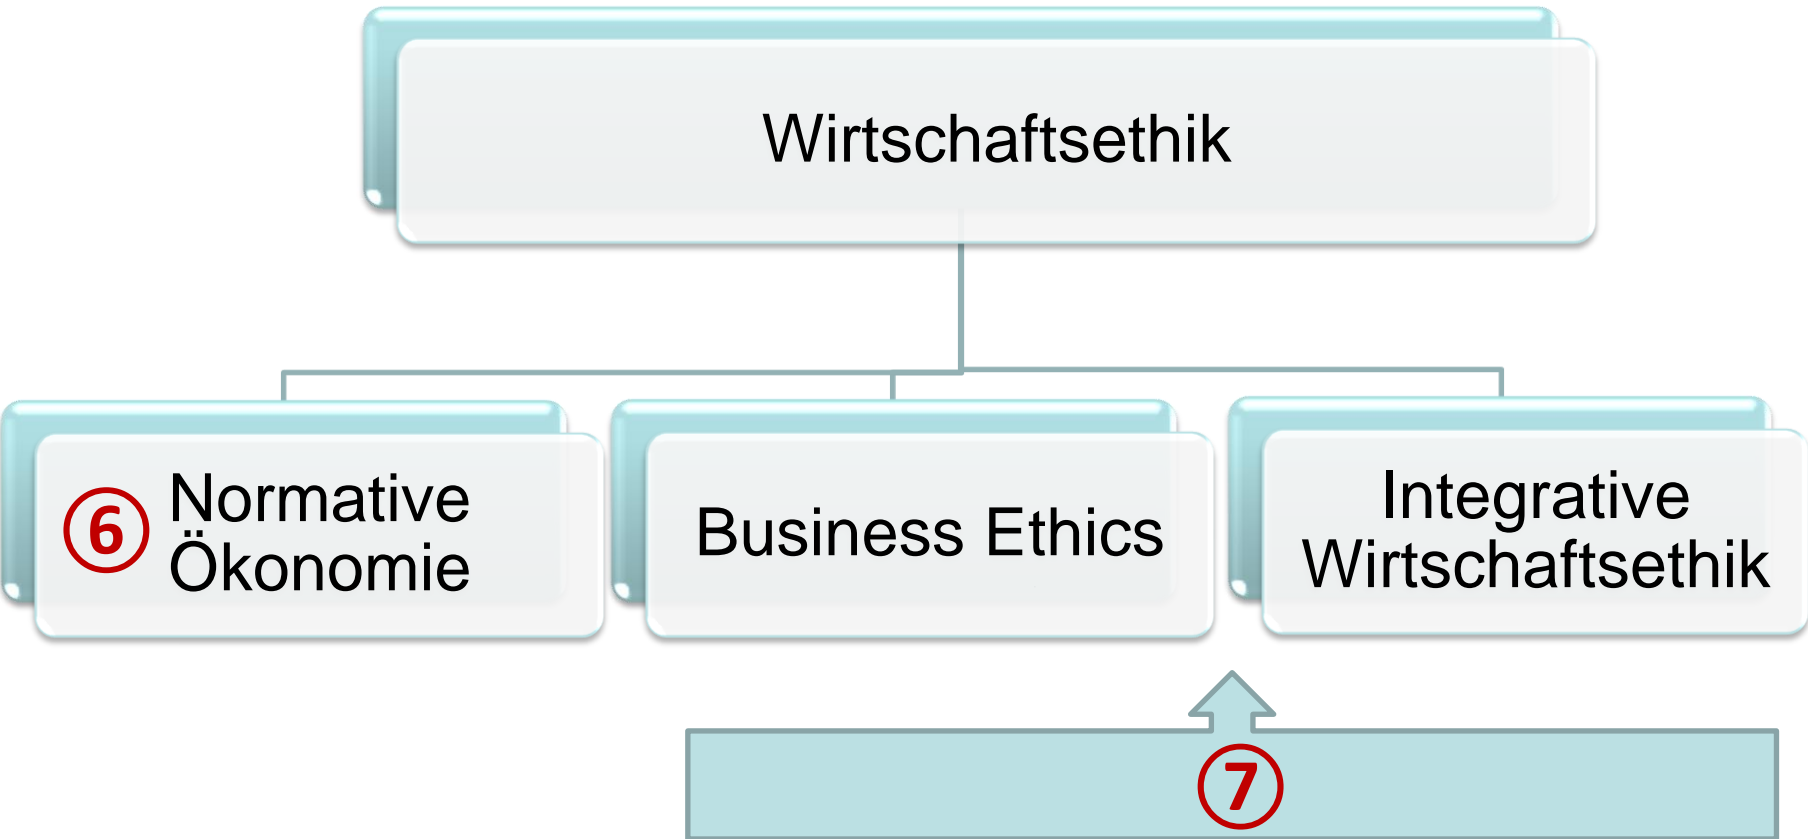 Wirtschaftsethik
⑥ Normative
Ökonomie
Business Ethics
Integrative
Wirtschaftsethik
⑦